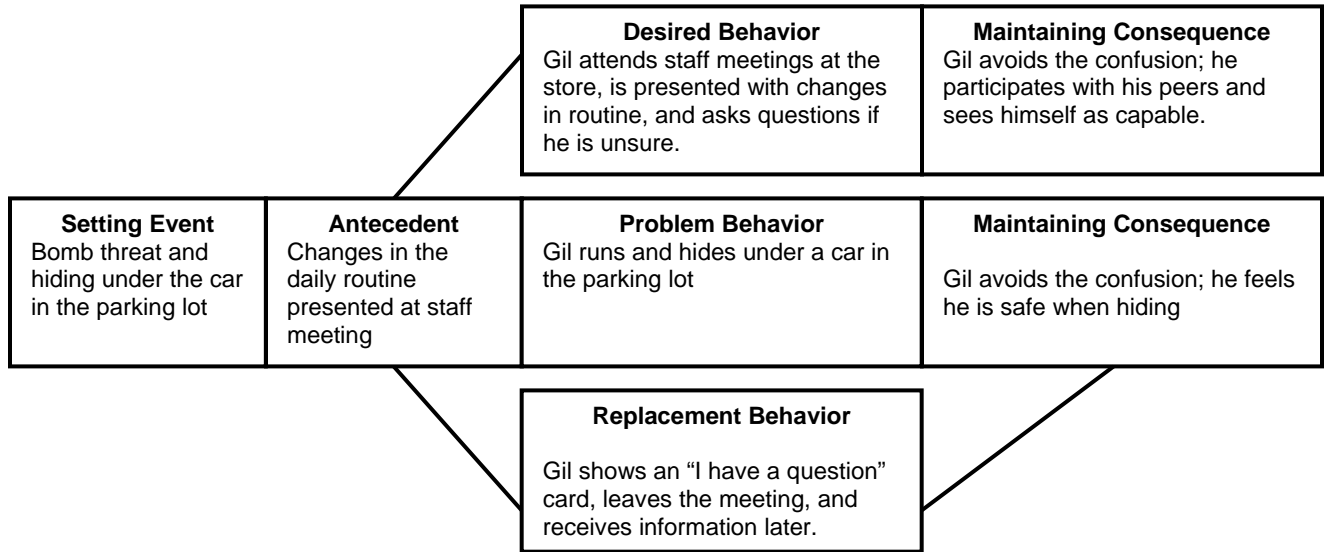 Desired Behavior
Gil attends staff meetings at the
store, is presented with changes
in routine, and asks questions if
he is unsure.
Maintaining Consequence
Gil avoids the confusion; he
participates with his peers and
sees himself as capable.
Setting Event
Bomb threat and
hiding under the car
in the parking lot
Antecedent
Changes in the
daily routine
presented at staff
meeting
Problem Behavior
Gil runs and hides under a car in
the parking lot
Maintaining Consequence
Gil avoids the confusion; he feels
he is safe when hiding
Replacement Behavior
Gil shows an “I have a question”
card, leaves the meeting, and
receives information later.